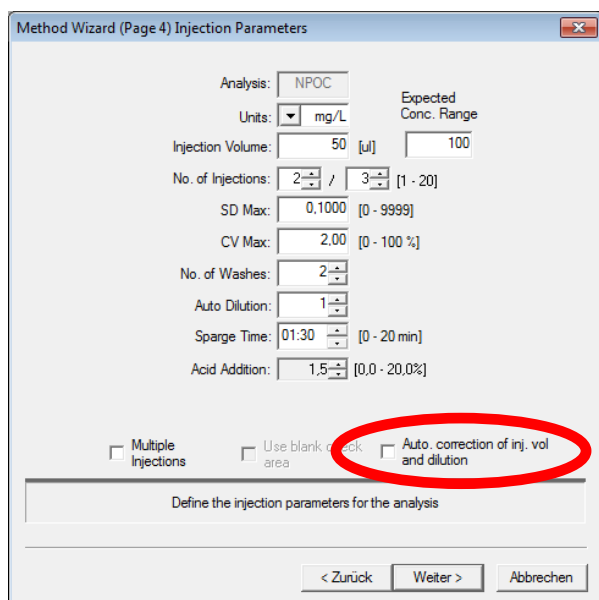 Method Wizard (Page 4) Injection Parameters
Analysis: NPOC
Expected
Units: mg/L Conc. Range
Injection Volume: 50 [ul] 100
No. of Injections: 2 / 3 [1 - 20]
SD Max: 0,1000 [0 - 9999]
CV Max: 2,00 [0 - 100 %]
No. of Washes: 2
Auto Dilution: 1
Sparge Time: 01:30 [0 - 20 min]
Acid Addition: 1,5 [0,0 - 20,0%]
Multiple
Injections
Use blank check
area
Auto. correction of inj. vol
and dilution
Define the injection parameters for the analysis
< Zurück Weiter > Abbrechen